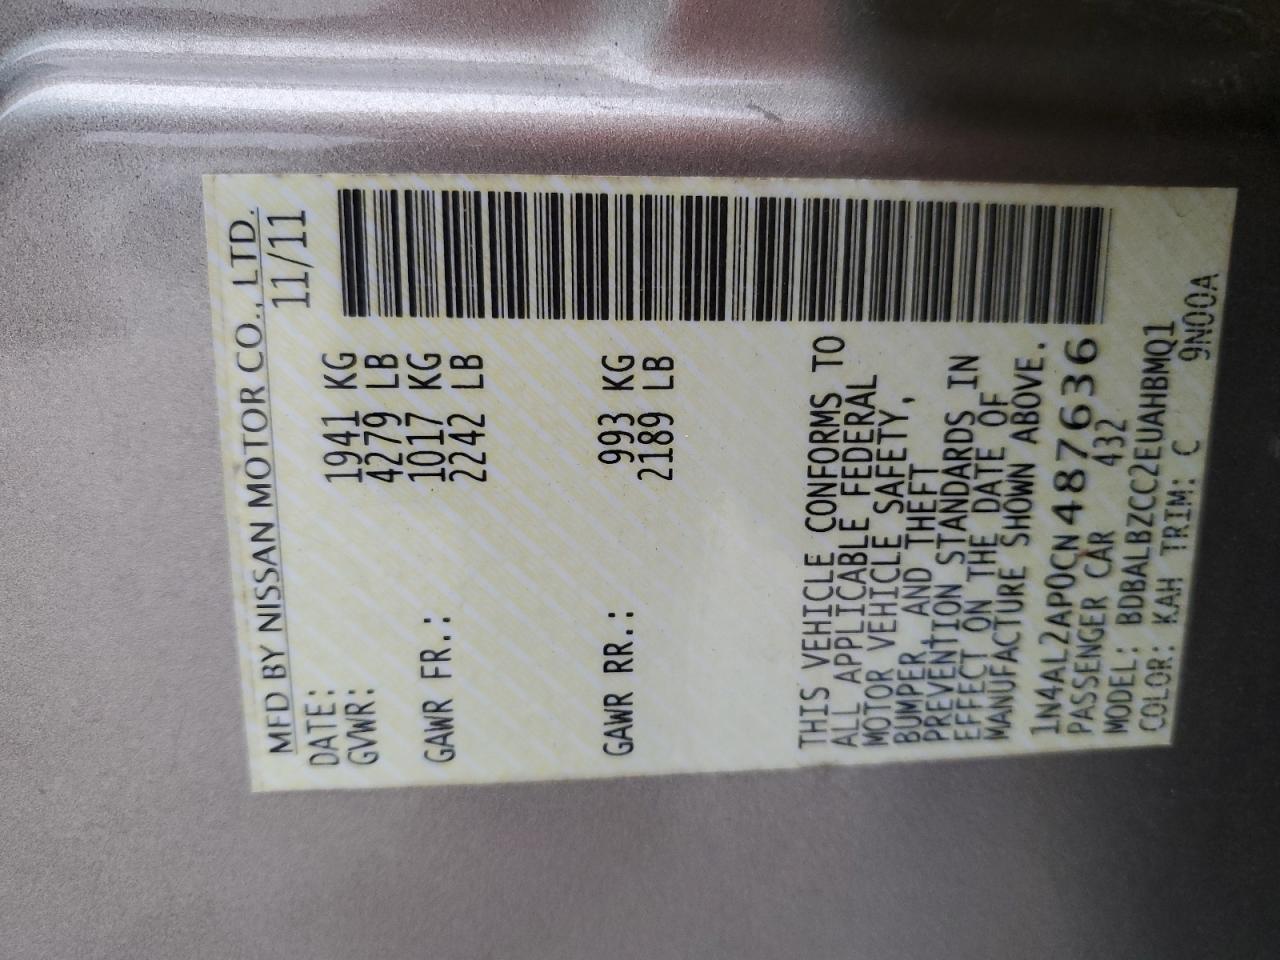 MFD BY NISSAN MOTOR CO., LTD.
DATE: 11/11
GVWR: 1941 KG
4279 LB
GAWR FR.: 1017 KG
2242 LB
GAWR RR.: 993 KG
2189 LB
THIS VEHICLE CONFORMS TO
ALL APPLICABLE FEDERAL
MOTOR VEHICLE SAFETY,
BUMPER AND THEFT
PREVENTION STANDARDS IN
EFFECT ON THE DATE OF
MANUFACTURE SHOWN ABOVE.
1N4AL2AP0CN487636
PASSENGER CAR 432
MODEL: BDBALBZCC2EUAHBMQ1
COLOR: KAH TRIM: C 9N00A